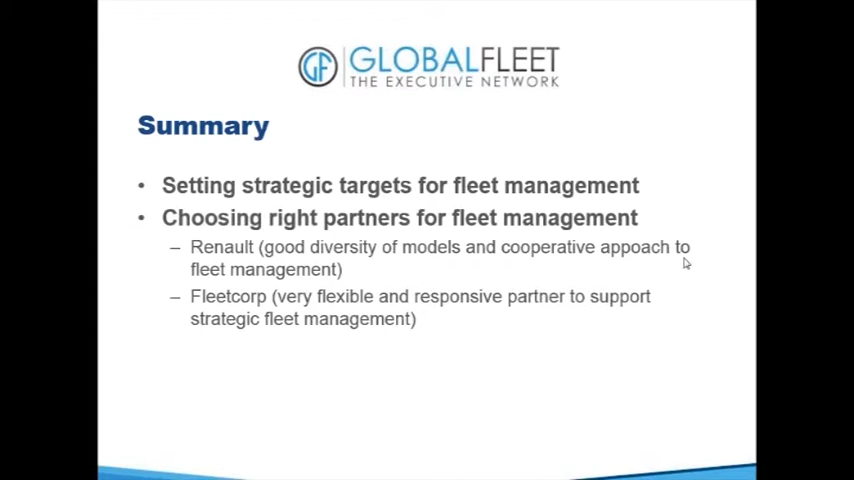 GF GLOBALFLEET
THE EXECUTIVE NETWORK
Summary
• Setting strategic targets for fleet management
• Choosing right partners for fleet management
– Renault (good diversity of models and cooperative appoach to
fleet management)
– Fleetcorp (very flexible and responsive partner to support
strategic fleet management)